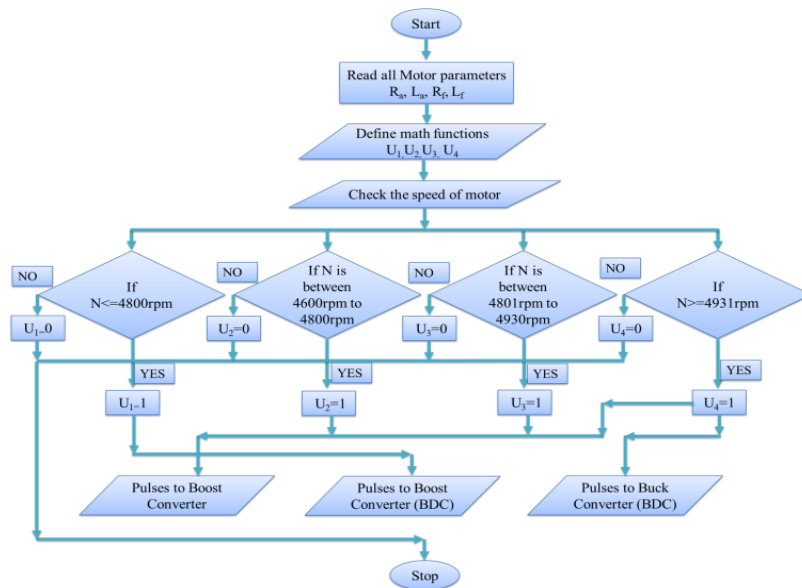 Start
Read all Motor parameters
Ra, La, Rf, Lf
Define math functions
U1,U2,U3, U4
Check the speed of motor
NO
If
N<=4800rpm
NO
If N is
between
4600rpm to
4800rpm
NO
If N is
between
4801rpm to
4930rpm
NO
If
N>=4931rpm
U1=0
U2=0
U3=0
U4=0
YES
YES
YES
YES
U1=1
U2=1
U3=1
U4=1
Pulses to Boost
Converter
Pulses to Boost
Converter (BDC)
Pulses to Buck
Converter (BDC)
Stop